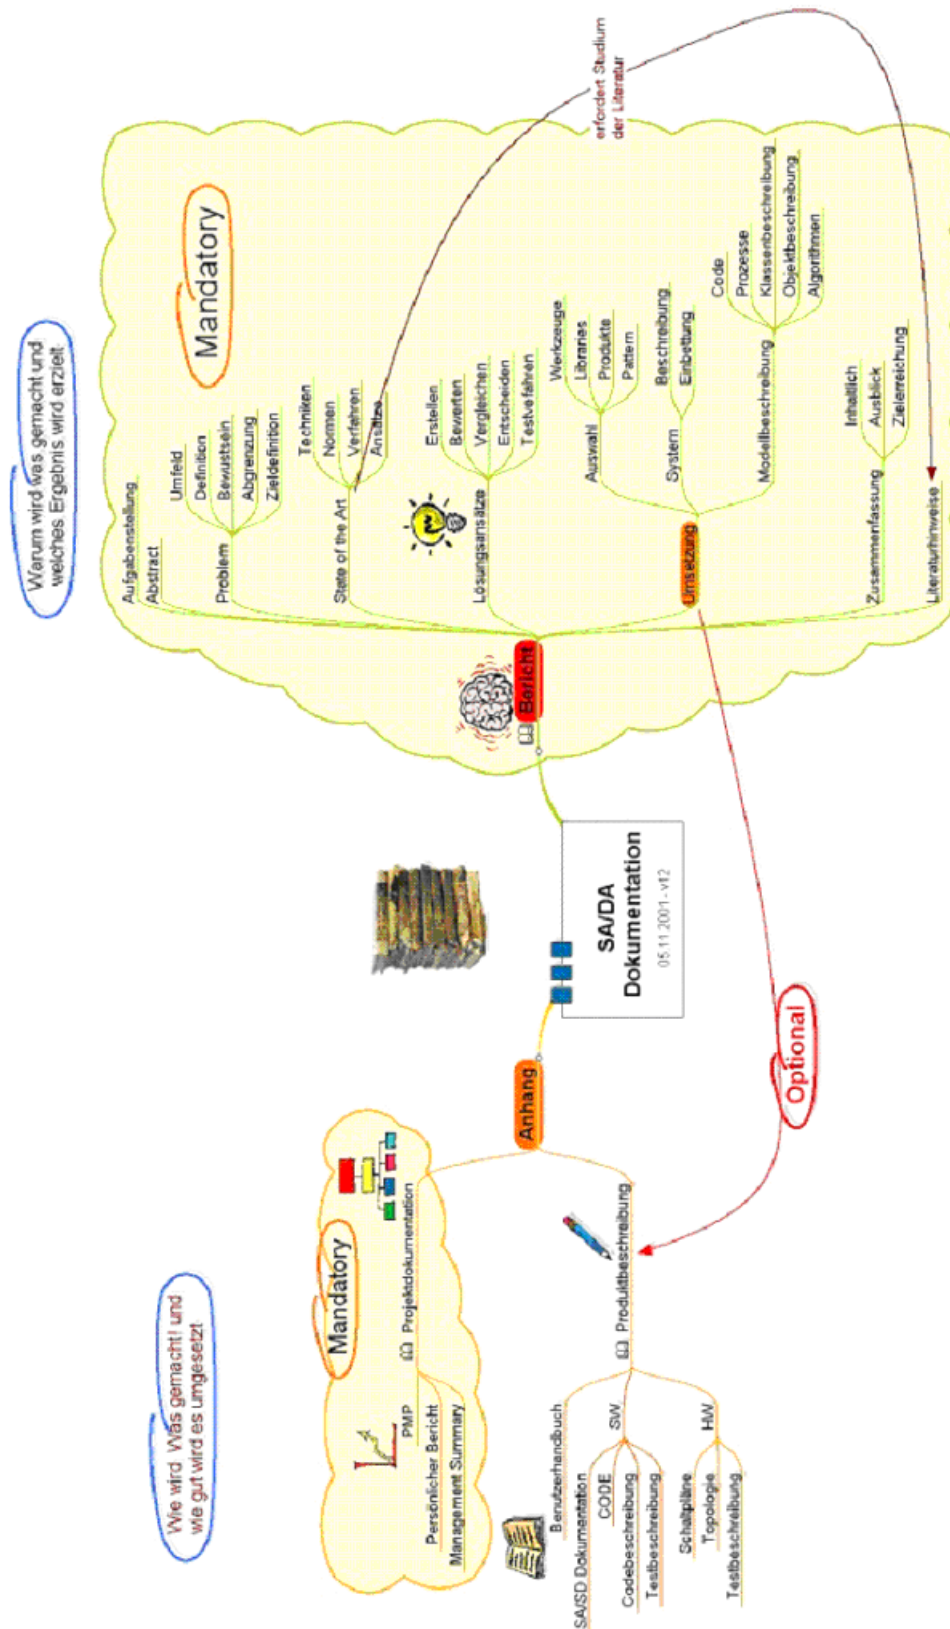 Wie wird Was gemacht! und
wie gut wird es umgesetzt
Warum wird was gemacht und
welches Ergebnis wird erzielt
SA/DA
Dokumentation
05.11.2001 - v12
Anhang
Mandatory
Projektdokumentation
PMP
Persönlicher Bericht
Management Summary
Produktbeschreibung
Benutzerhandbuch
SW
SA/SD Dokumentation
CODE
Codebeschreibung
Testbeschreibung
HW
Schaltpläne
Topologie
Testbeschreibung
Optional
Bericht
Mandatory
Aufgabenstellung
Abstract
Problem
Umfeld
Definition
Bewustsein
Abgrenzung
Zieldefinition
State of the Art
Techniken
Normen
Verfahren
Ansätze
erfordert Studium
der Literatur
Lösungsansätze
Erstellen
Bewerten
Vergleichen
Entscheiden
Testvefahren
Umsetzung
Auswahl
Werkzeuge
Libraries
Produkte
Pattern
System
Beschreibung
Einbettung
Modellbeschreibung
Code
Prozesse
Klassenbeschreibung
Objektbeschreibung
Algorithmen
Zusammenfassung
Inhaltlich
Ausblick
Zielerreichung
Literaturhinweise